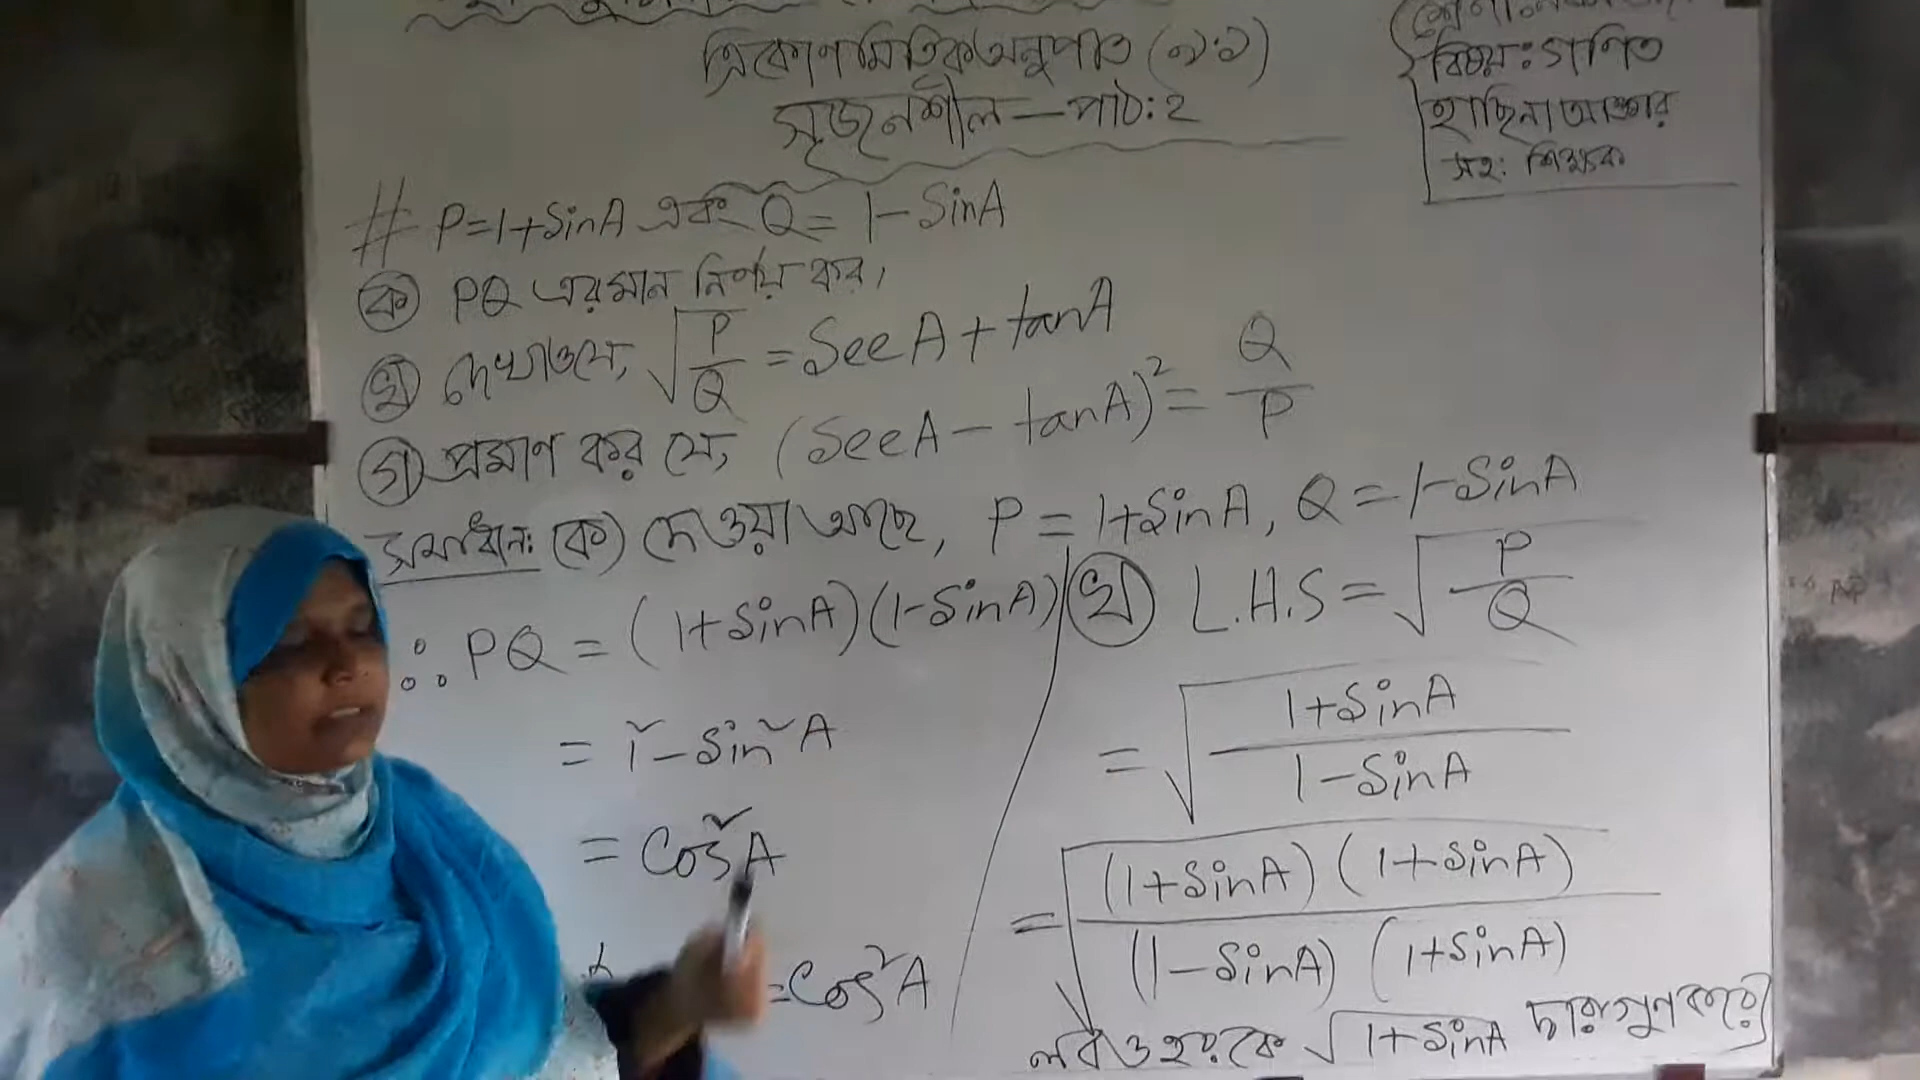 ত্রিকোণমিতিক অনুপাত (৯.১)
সৃজনশীল — পাঠ: ২
বিষয়: গণিত
হাছিনা আক্তার
সহ: শিক্ষক
# P=1+SinA এবং Q= 1-SinA
(ক) PQ এর মান নির্ণয় কর।
(খ) দেখাও যে, √(P/Q) = SecA + tanA
(গ) প্রমাণ কর যে, (SecA - tanA)² = Q/P
সমাধান: (ক) দেওয়া আছে, P = 1+SinA, Q = 1-SinA
∴ PQ = (1+SinA)(1-SinA)
= 1² - Sin²A
= Cos²A
=Cos²A
(খ) L.H.S = √(P/Q)
= √((1+SinA)/(1-SinA))
= √((1+SinA)(1+SinA)/(1-SinA)(1+SinA))
লব ও হরকে √(1+SinA) দ্বারা গুণ করে]